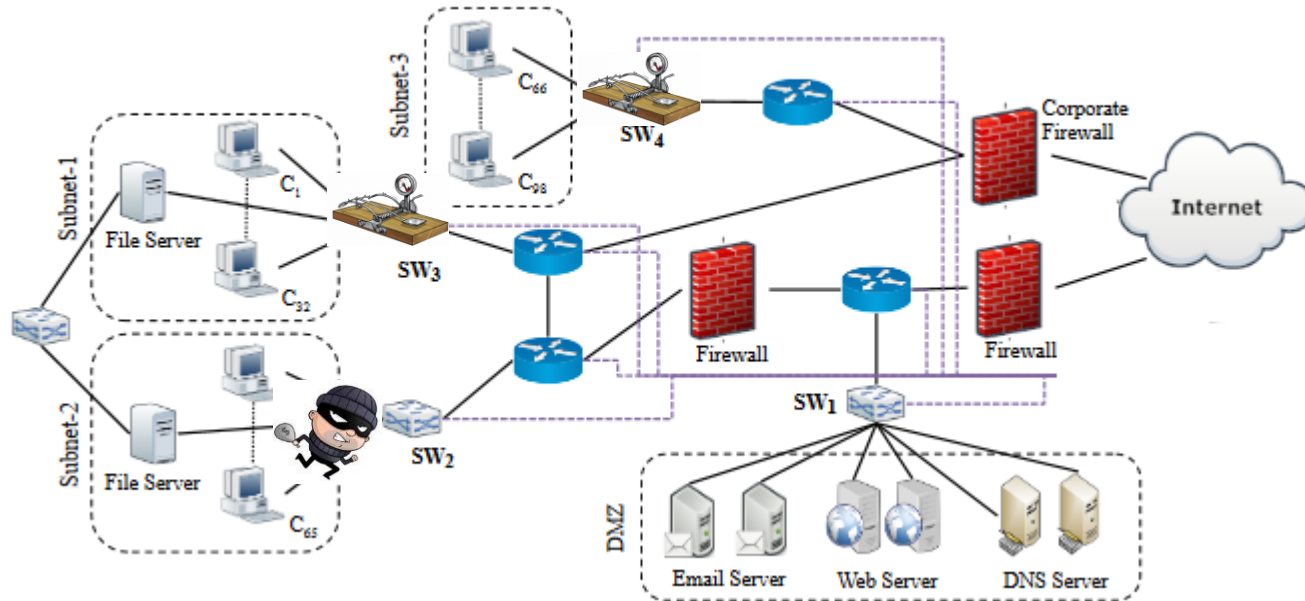 Subnet-3
C66
C98
SW4
Corporate
Firewall
Internet
Subnet-1
C1
File Server
C32
SW3
Firewall
Firewall
Subnet-2
File Server
C65
SW2
SW1
DMZ
Email Server
Web Server
DNS Server